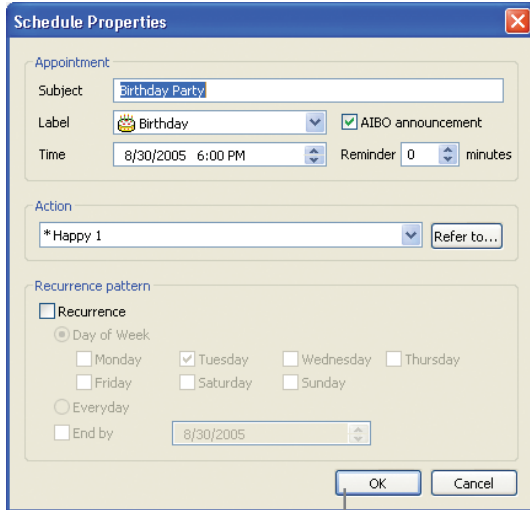 Schedule Properties
Appointment
Subject Birthday Party
Label Birthday AIBO announcement
Time 8/30/2005 6:00 PM Reminder 0 minutes
Action
*Happy 1 Refer to...
Recurrence pattern
Recurrence
Day of Week
Monday Tuesday Wednesday Thursday
Friday Saturday Sunday
Everyday
End by 8/30/2005
OK Cancel